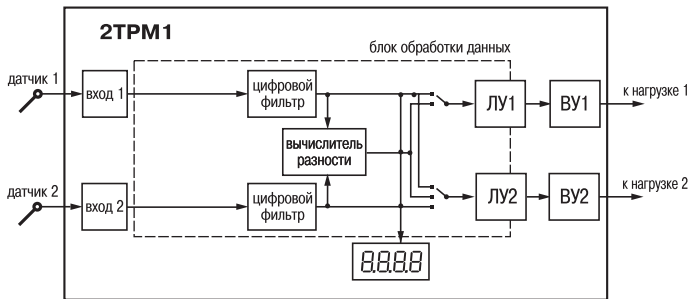 2ТРМ1
блок обработки данных
датчик 1
вход 1
цифровой
фильтр
ЛУ1
ВУ1
к нагрузке 1
вычислитель
разности
датчик 2
вход 2
цифровой
фильтр
ЛУ2
ВУ2
к нагрузке 2
8.8.8.8